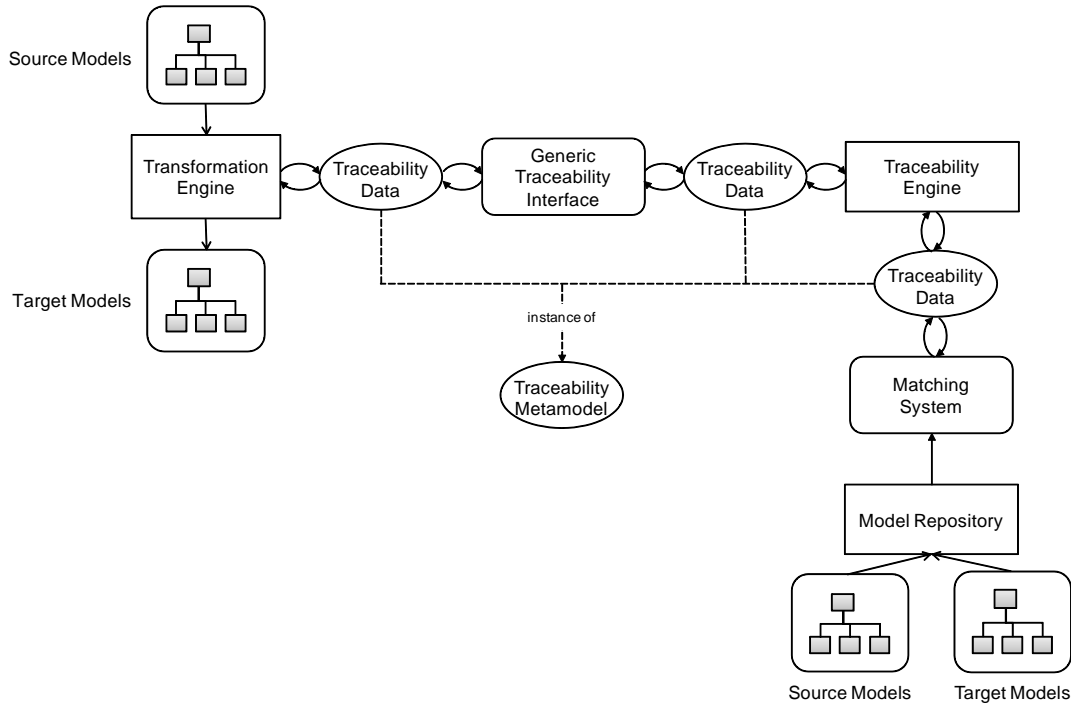 Source Models
Transformation
Engine
Traceability
Data
Generic
Traceability
Interface
Traceability
Data
Traceability
Engine
Target Models
Traceability
Data
instance of
Traceability
Metamodel
Matching
System
Model Repository
Source Models
Target Models